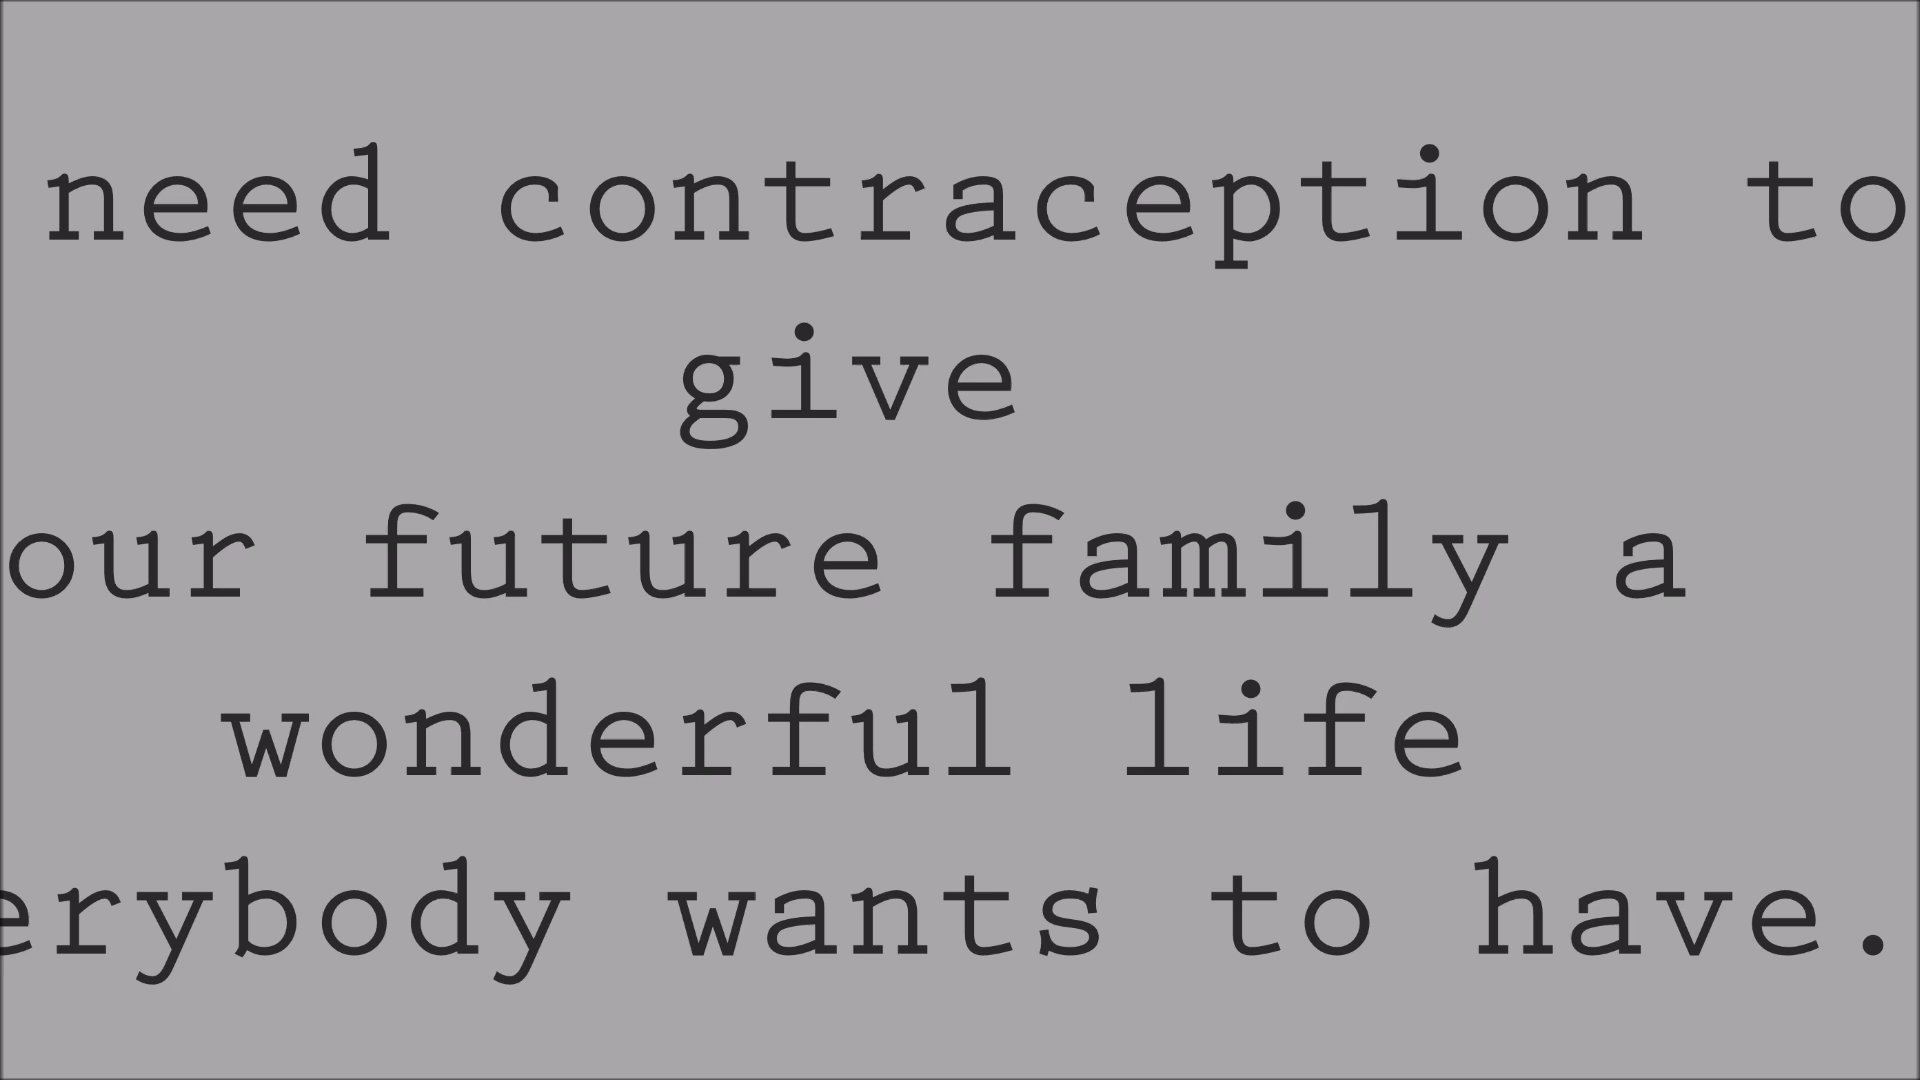 need contraception to
give
our future family a
wonderful life
erybody wants to have.